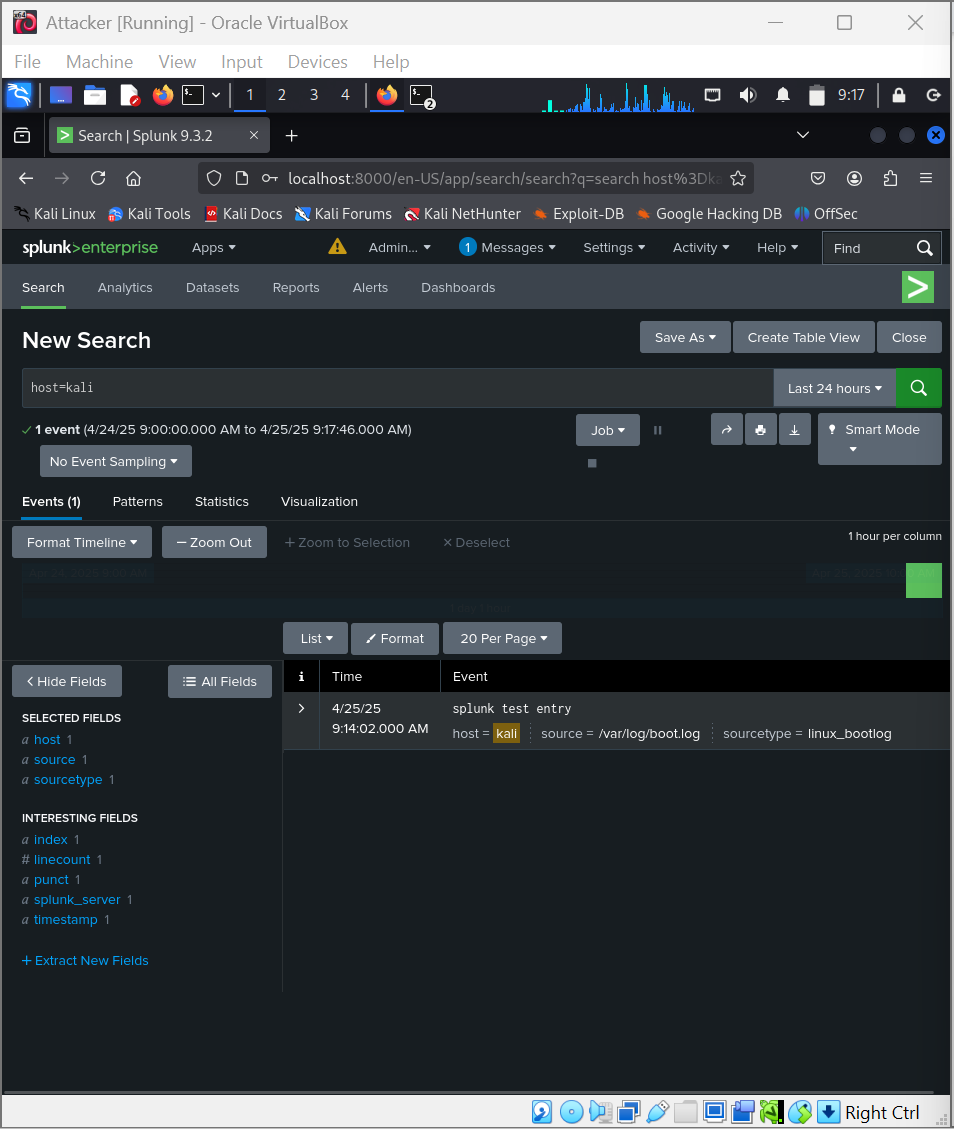 Attacker [Running] - Oracle VirtualBox
File Machine View Input Devices Help
1 2 3 4 2 9:17
Search | Splunk 9.3.2
localhost:8000/en-US/app/search/search?q=search host%3Dka
Kali Linux Kali Tools Kali Docs Kali Forums Kali NetHunter Exploit-DB Google Hacking DB OffSec
splunk>enterprise Apps Admin... 1 Messages Settings Activity Help Find
Search Analytics Datasets Reports Alerts Dashboards
New Search Save As Create Table View Close
host=kali Last 24 hours
1 event (4/24/25 9:00:00.000 AM to 4/25/25 9:17:46.000 AM) Job Smart Mode
No Event Sampling
Events (1) Patterns Statistics Visualization
Format Timeline — Zoom Out + Zoom to Selection × Deselect 1 hour per column
List Format 20 Per Page
< Hide Fields All Fields i Time Event
SELECTED FIELDS
a host 1
a source 1
a sourcetype 1
4/25/25 splunk test entry
9:14:02.000 AM host = kali source = /var/log/boot.log sourcetype = linux_bootlog
INTERESTING FIELDS
a index 1
# linecount 1
a punct 1
a splunk_server 1
a timestamp 1
+ Extract New Fields
Right Ctrl